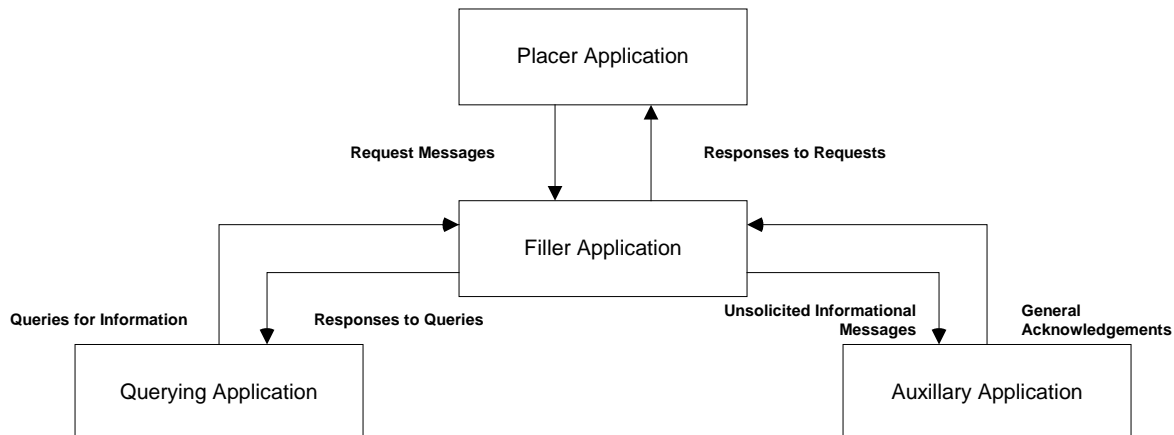 Placer Application
Request Messages
Responses to Requests
Filler Application
Queries for Information
Responses to Queries
Unsolicited Informational
Messages
General
Acknowledgements
Querying Application
Auxillary Application